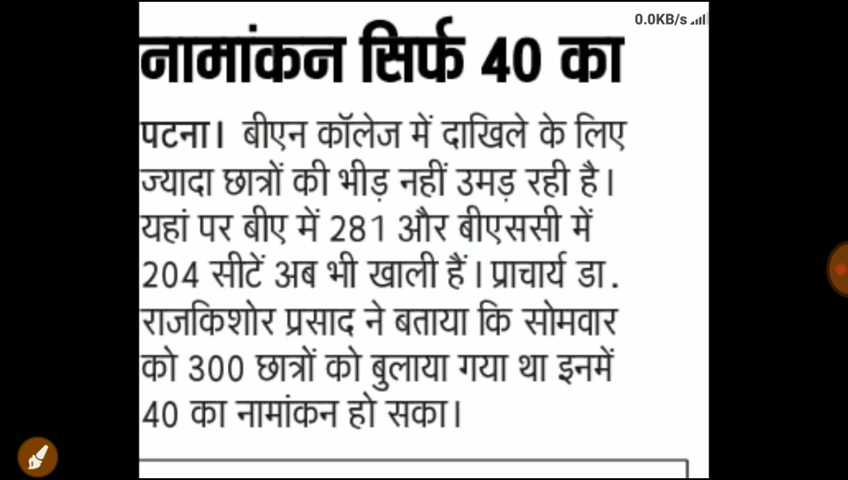 0.0KB/s
नामांकन सिर्फ 40 का
पटना। बीएन कॉलेज में दाखिले के लिए
ज्यादा छात्रों की भीड़ नहीं उमड़ रही है।
यहां पर बीए में 281 और बीएससी में
204 सीटें अब भी खाली हैं। प्राचार्य डा.
राजकिशोर प्रसाद ने बताया कि सोमवार
को 300 छात्रों को बुलाया गया था इनमें
40 का नामांकन हो सका।